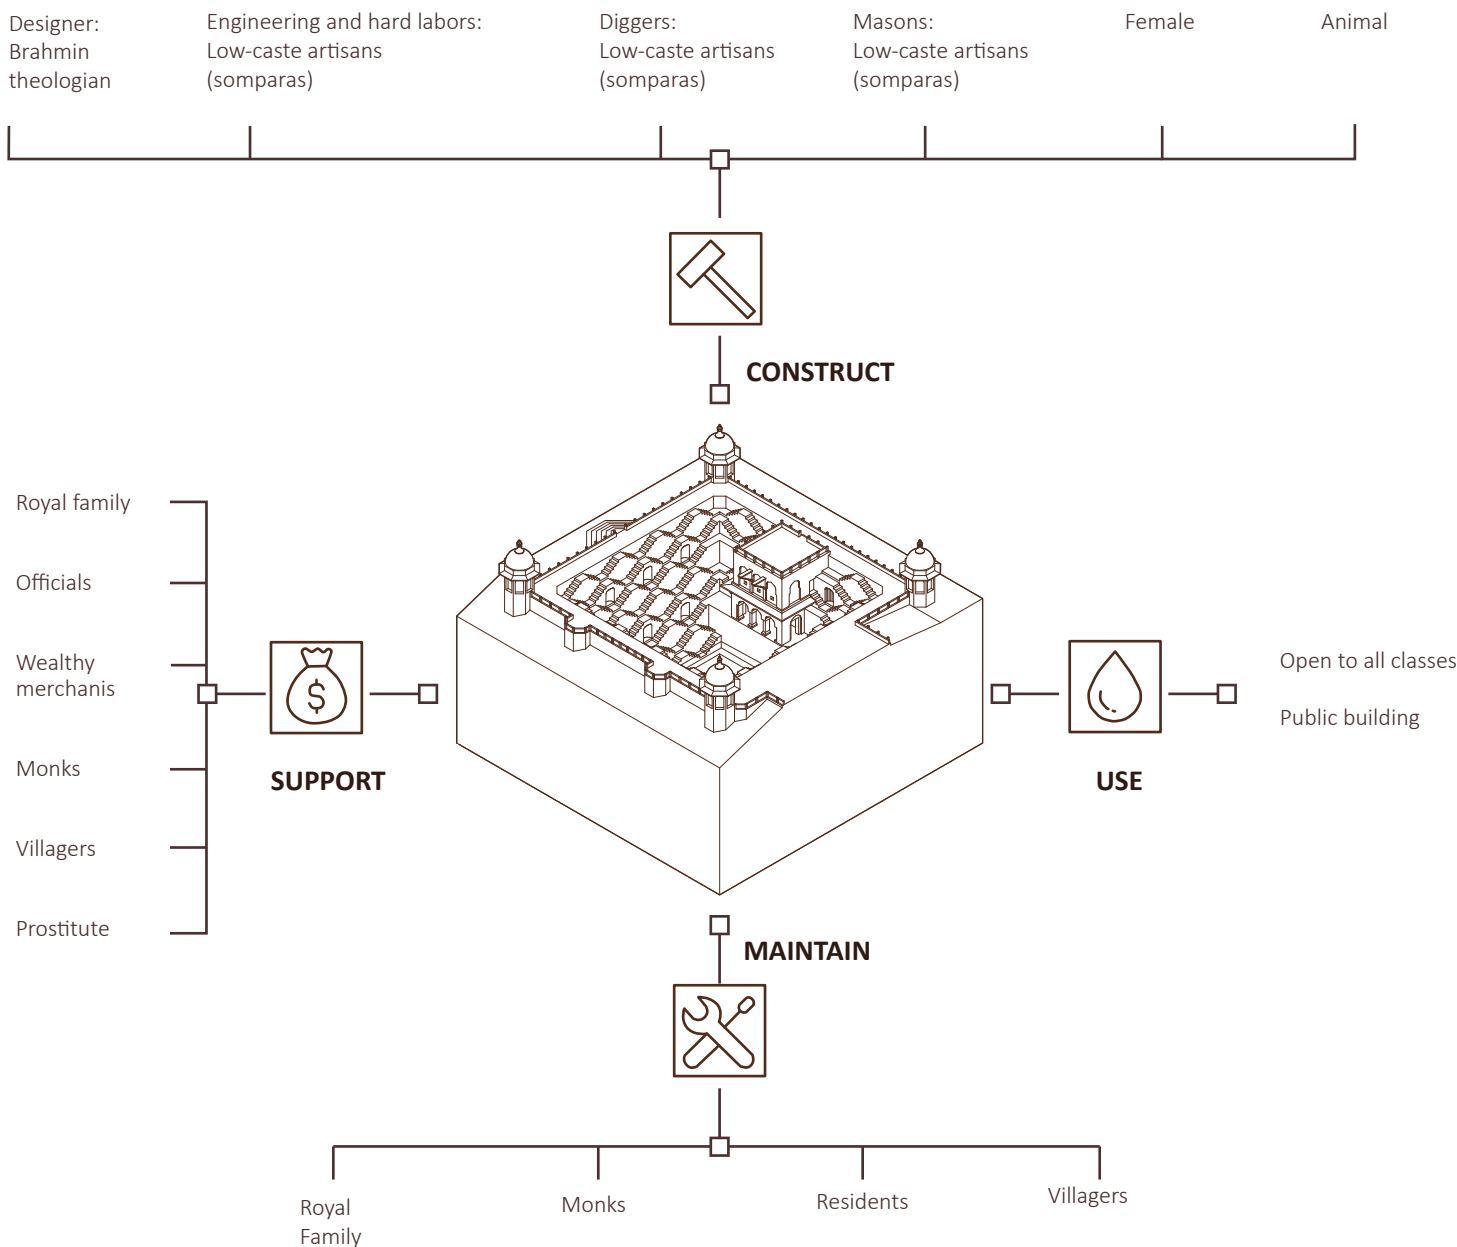 Designer:
Brahmin
theologian
Engineering and hard labors:
Low-caste artisans
(somparas)
Diggers:
Low-caste artisans
(somparas)
Masons:
Low-caste artisans
(somparas)
Female
Animal
CONSTRUCT
Royal family
Officials
Wealthy
merchanis
Monks
Villagers
Prostitute
$
SUPPORT
USE
Open to all classes
Public building
MAINTAIN
Royal
Family
Monks
Residents
Villagers